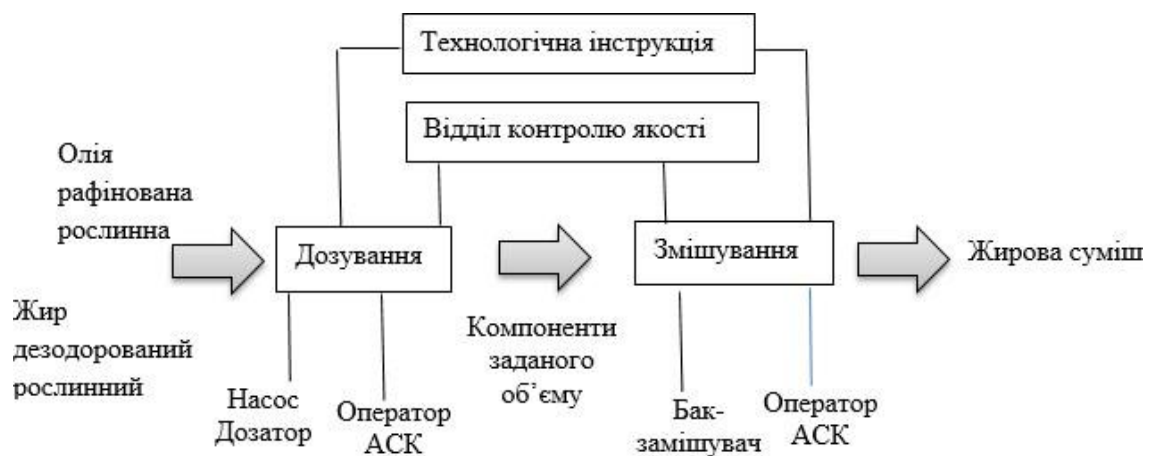 Технологічна інструкція
Відділ контролю якості
Олія
рафінована
рослинна
Жир
дезодорований
рослинний
Дозування
Насос
Дозатор
Оператор
АСК
Компоненти
заданого
об’єму
Змішування
Бак-
замішувач
Оператор
АСК
Жирова суміш